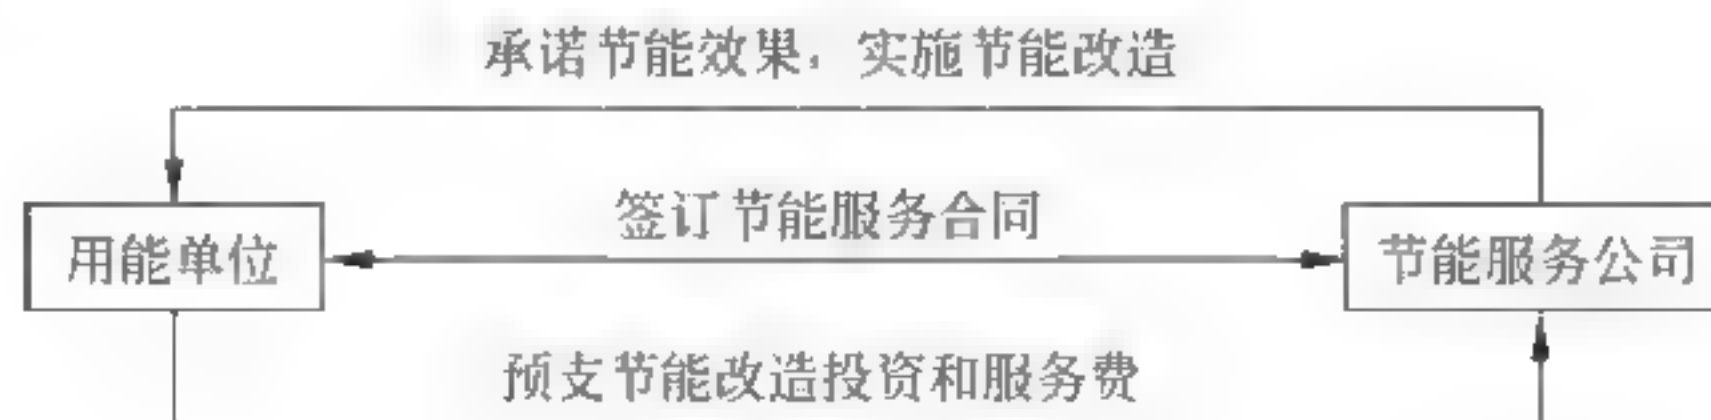 承诺节能效果，实施节能改造
签订节能服务合同
用能单位
节能服务公司
预支节能改造投资和服务费